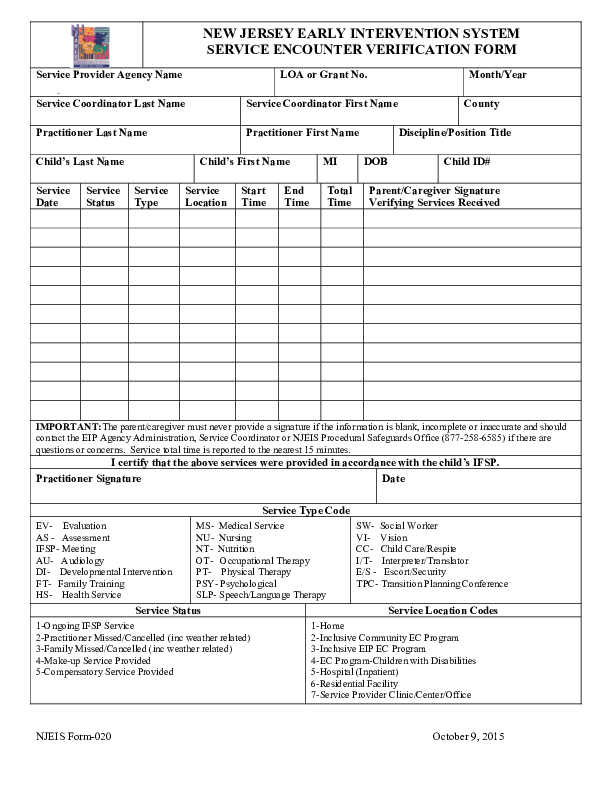 NEW JERSEY EARLY INTERVENTION SYSTEM
SERVICE ENCOUNTER VERIFICATION FORM
Service Provider Agency Name LOA or Grant No. Month/Year
Service Coordinator Last Name Service Coordinator First Name County
Practitioner Last Name Practitioner First Name Discipline/Position Title
Child's Last Name Child's First Name MI DOB Child ID#
Service Date Service Status Service Type Service Location Start Time End Time Total Time Parent/Caregiver Signature Verifying Services Received
IMPORTANT: The parent/caregiver must never provide a signature if the information is blank, incomplete or inaccurate and should
contact the EIP Agency Administration, Service Coordinator or NJEIS Procedural Safeguards Office (877-258-6585) if there are
questions or concerns. Service total time is reported to the nearest 15 minutes.
I certify that the above services were provided in accordance with the child's IFSP.
Practitioner Signature Date
Service Type Code
EV- Evaluation
AS - Assessment
IFSP- Meeting
AU- Audiology
DI- Developmental Intervention
FT- Family Training
HS- Health Service
MS- Medical Service
NU- Nursing
NT- Nutrition
OT- Occupational Therapy
PT- Physical Therapy
PSY- Psychological
SLP- Speech/Language Therapy
SW- Social Worker
VI- Vision
CC- Child Care/Respite
I/T- Interpreter/Translator
E/S - Escort/Security
TPC- Transition Planning Conference
Service Status
1-Ongoing IFSP Service
2-Practitioner Missed/Cancelled (inc weather related)
3-Family Missed/Cancelled (inc weather related)
4-Make-up Service Provided
5-Compensatory Service Provided
Service Location Codes
1-Home
2-Inclusive Community EC Program
3-Inclusive EIP EC Program
4-EC Program-Children with Disabilities
5-Hospital (Inpatient)
6-Residential Facility
7-Service Provider Clinic/Center/Office
NJEIS Form-020 October 9, 2015